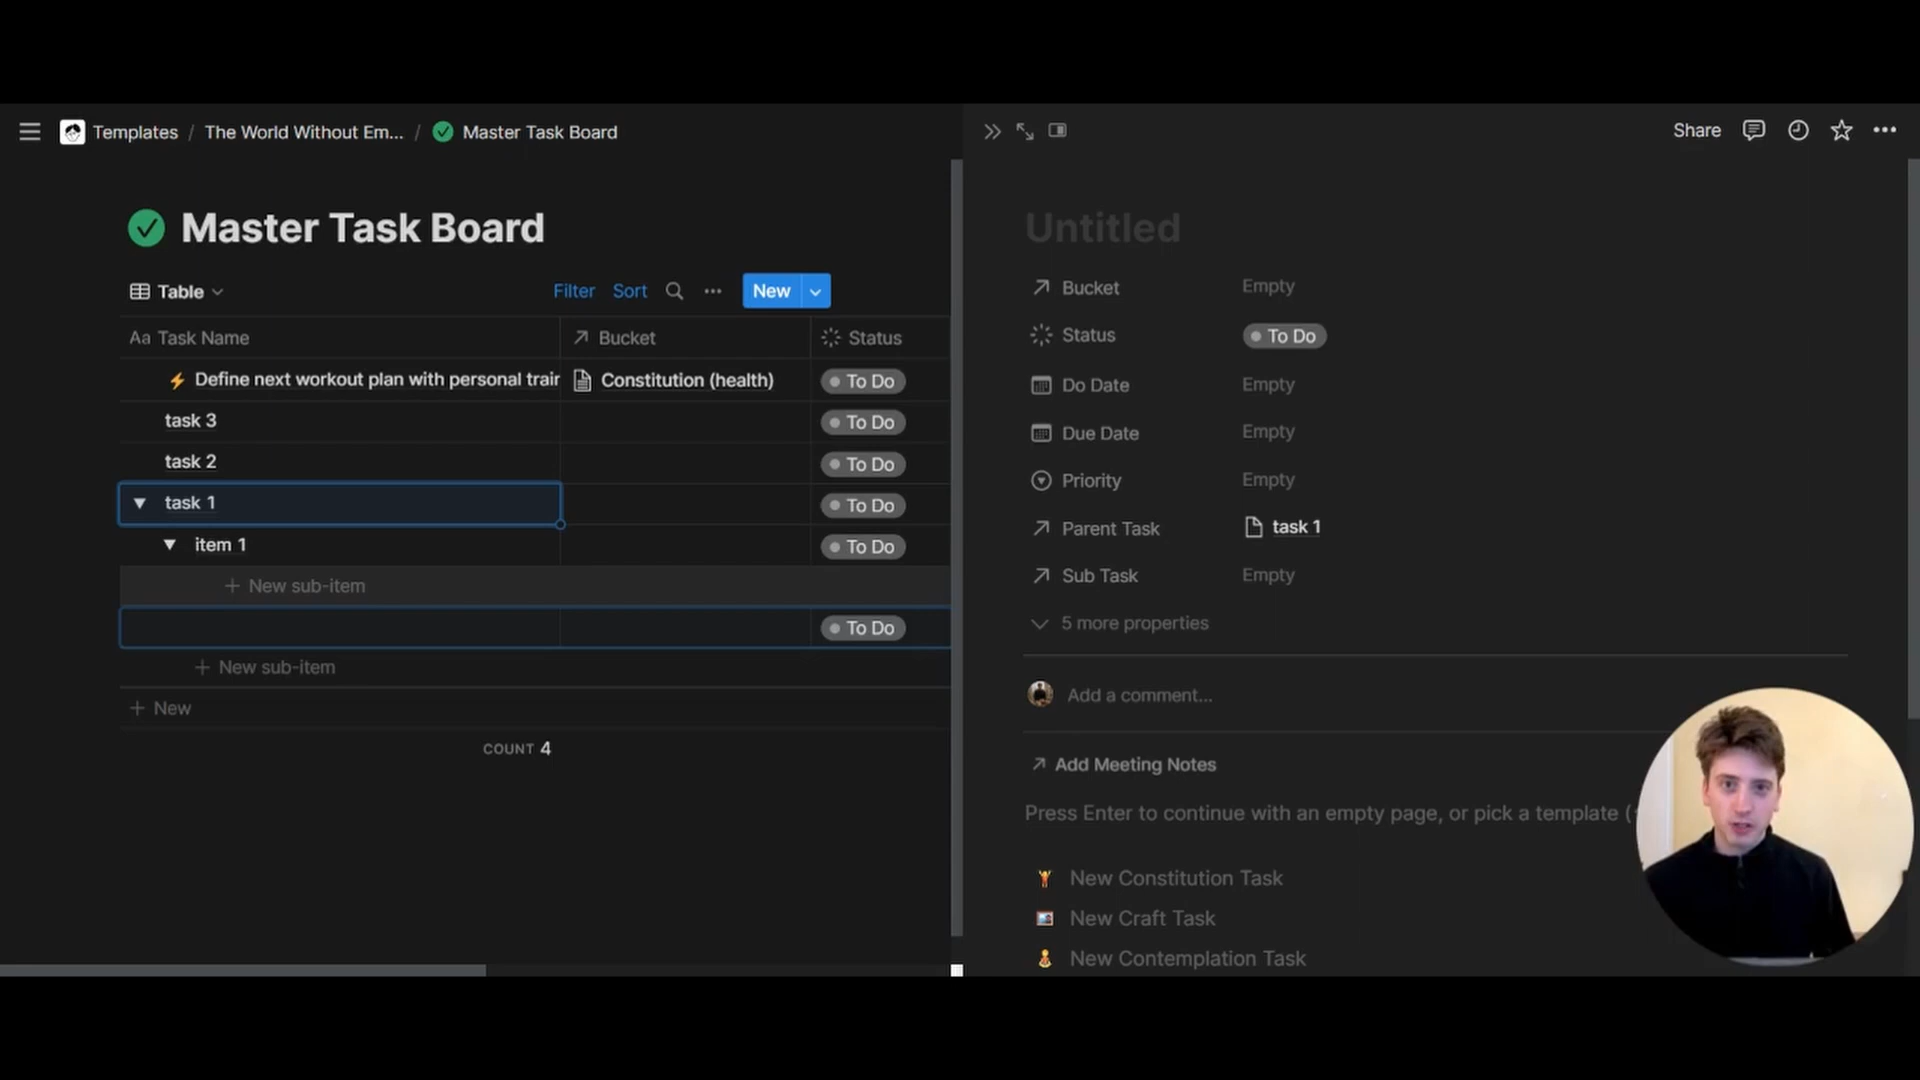 Templates / The World Without Em... / Master Task Board
Master Task Board
Table
Filter Sort
New
Aa Task Name
Bucket
Status
Define next workout plan with personal train
Constitution (health)
To Do
task 3
To Do
task 2
To Do
task 1
To Do
item 1
To Do
+ New sub-item
To Do
+ New sub-item
+ New
COUNT 4
Share
Untitled
Bucket Empty
Status To Do
Do Date Empty
Due Date Empty
Priority Empty
Parent Task task 1
Sub Task Empty
5 more properties
Add a comment...
Add Meeting Notes
Press Enter to continue with an empty page, or pick a template (
New Constitution Task
New Craft Task
New Contemplation Task